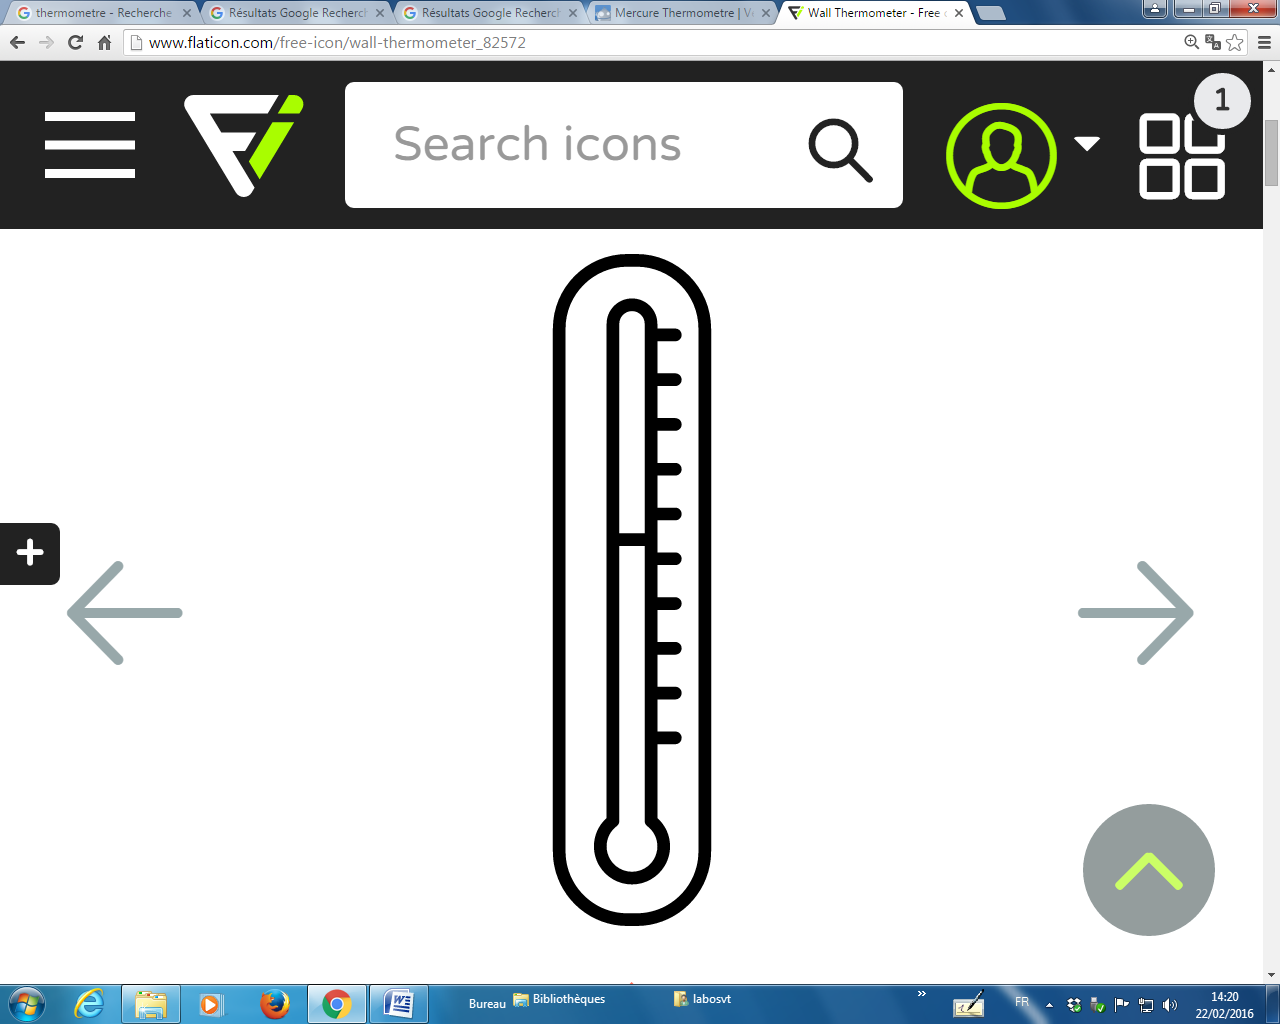 thermometre - Recherche
Résultats Google Recherch
Résultats Google Recherch
Mercure Thermometre | V
Wall Thermometer - Free
www.flaticon.com/free-icon/wall-thermometer_82572
Search icons
1
Bureau
Bibliothèques
labosvt
»
FR
14:20
22/02/2016